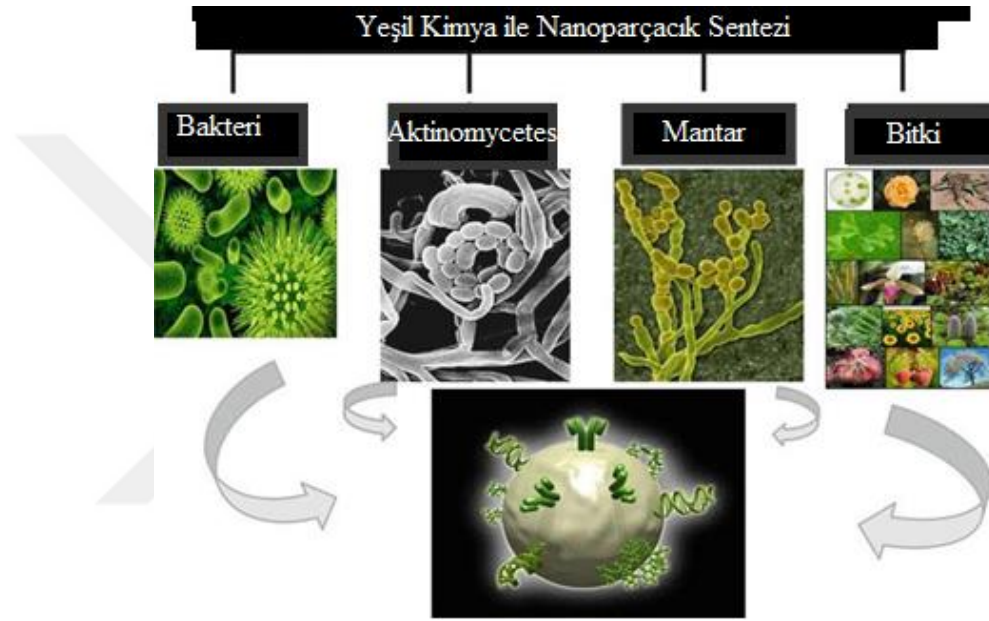 Yeşil Kimya ile Nanoparçacık Sentezi
Bakteri
Aktinomycetes
Mantar
Bitki